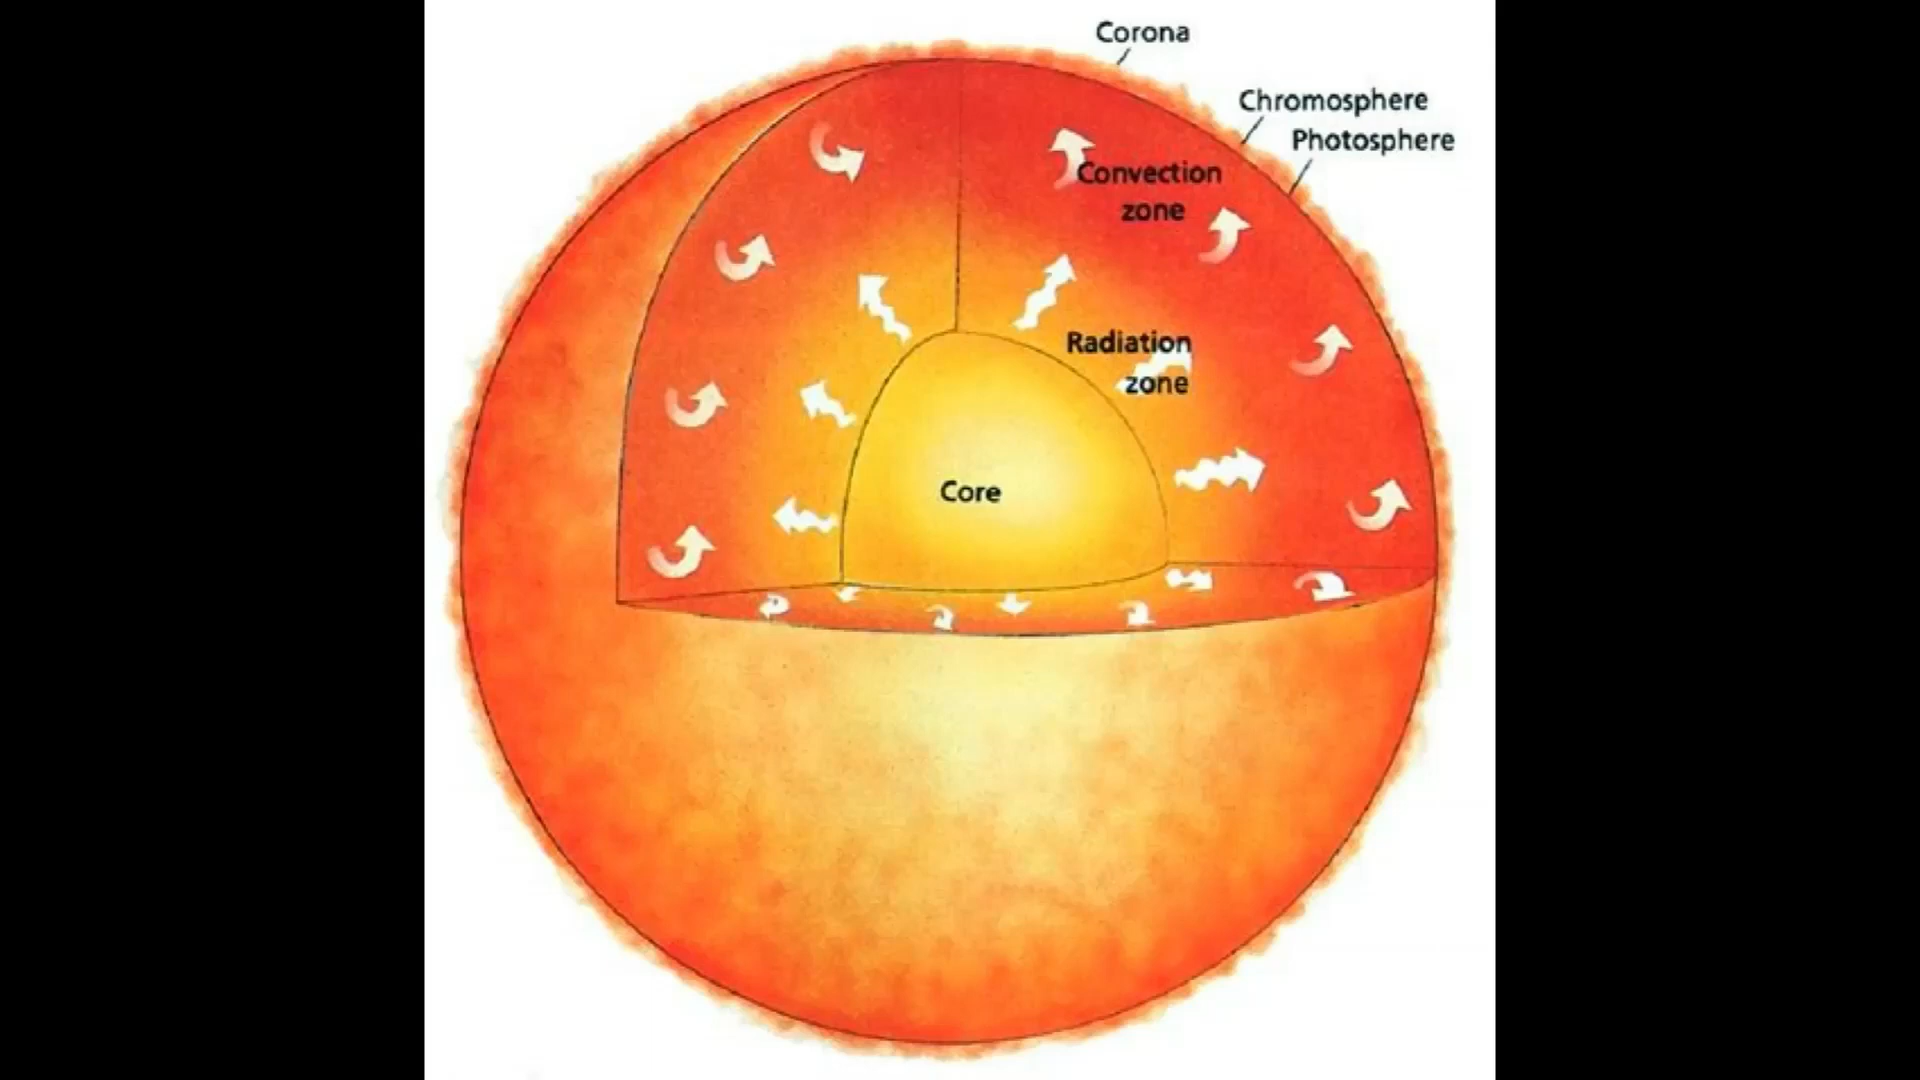 Corona
Chromosphere
Photosphere
Convection
zone
Radiation
zone
Core